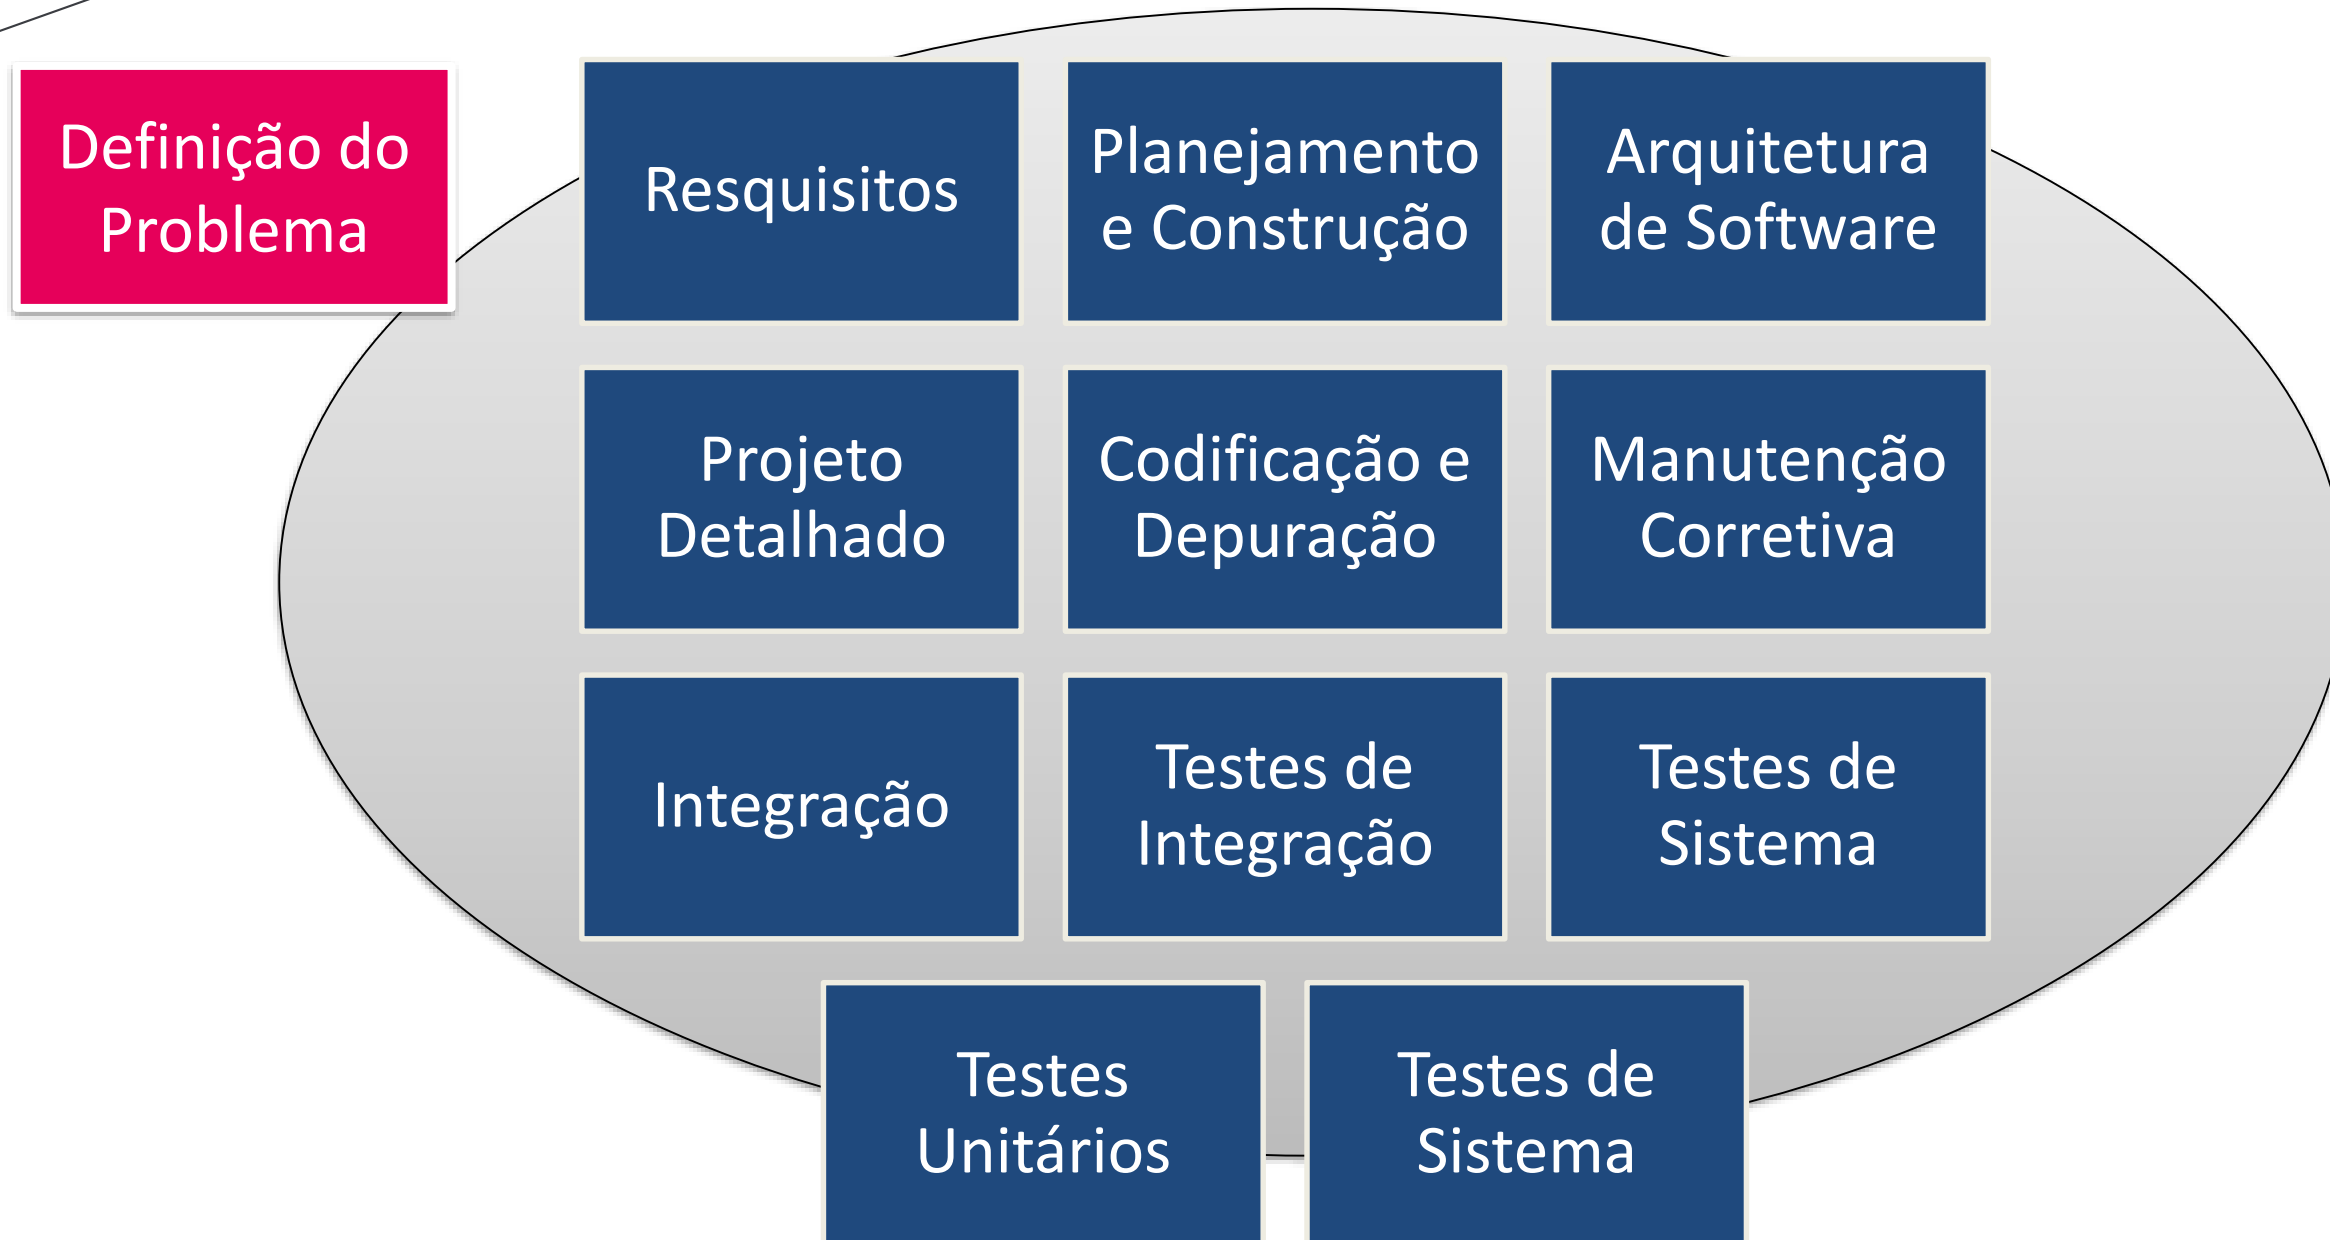 Definição do
Problema
Resquisitos
Planejamento
e Construção
Arquitetura
de Software
Projeto
Detalhado
Codificação e
Depuração
Manutenção
Corretiva
Integração
Testes de
Integração
Testes de
Sistema
Testes
Unitários
Testes de
Sistema